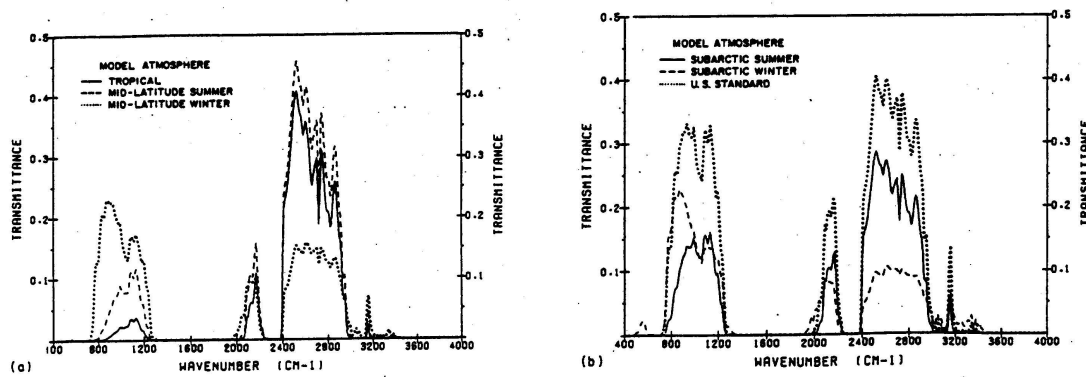 (a)
0.5
0.4
0.3
0.2
0.1
TRANSMITTANCE
MODEL ATMOSPHERE
TROPICAL
MID-LATITUDE SUMMER
MID-LATITUDE WINTER
0.5
0.4
0.3
0.2
0.1
TRANSMITTANCE
100 800 1200 1600 2000 2400 2800 3200 3600 4000
WAVENUMBER (CM-1)
(b)
0.5
0.4
0.3
0.2
0.1
TRANSMITTANCE
MODEL ATMOSPHERE
SUBARCTIC SUMMER
SUBARCTIC WINTER
U.S. STANDARD
0.5
0.4
0.3
0.2
0.1
TRANSMITTANCE
400 800 1200 1600 2000 2400 2800 3200 3600 4000
WAVENUMBER (CM-1)